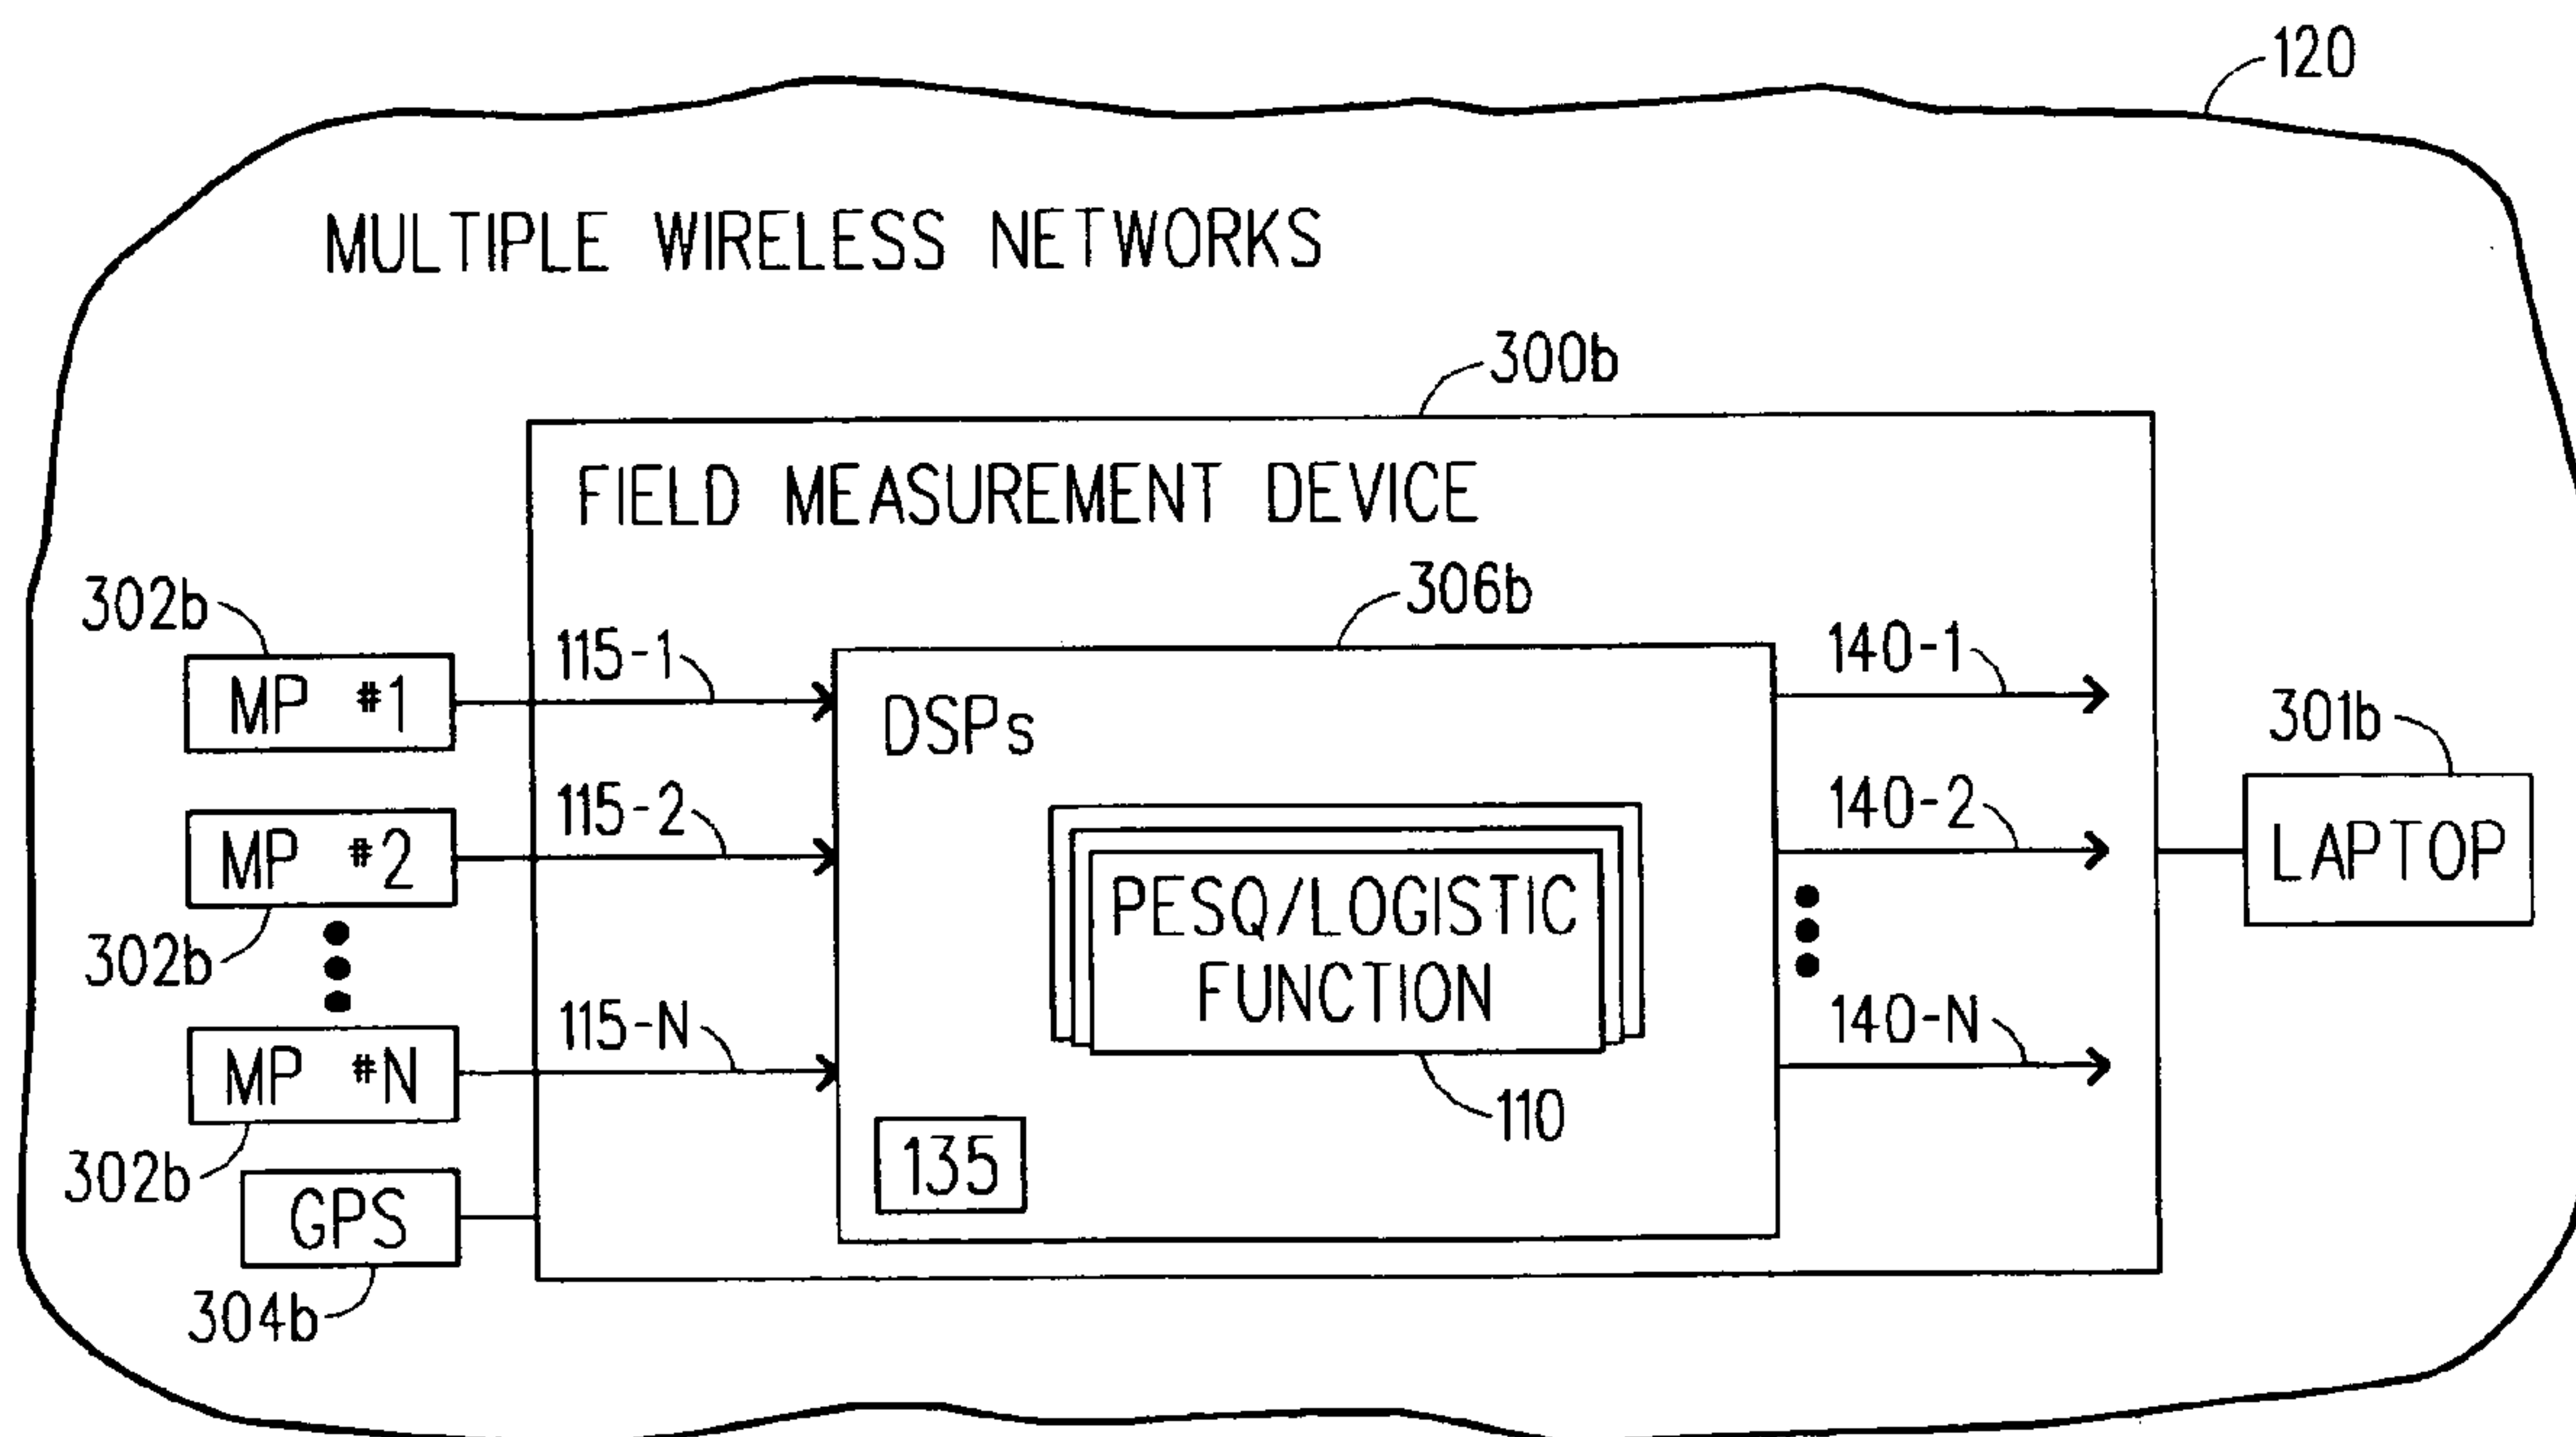 120
MULTIPLE WIRELESS NETWORKS
300b
FIELD MEASUREMENT DEVICE
306b
302b
115-1
140-1
MP #1
DSPs
301b
115-2
140-2
MP #2
LAPTOP
PESQ/LOGISTIC
FUNCTION
302b
115-N
140-N
MP #N
110
135
302b
GPS
304b